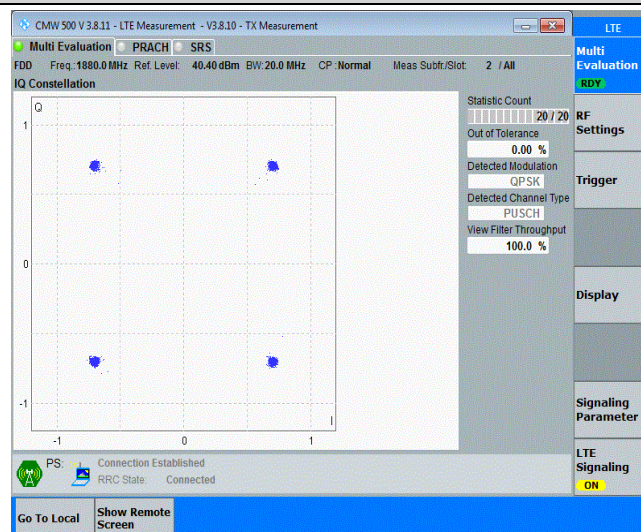 CMW 500 V 3.8.11 - LTE Measurement - V3.8.10 - TX Measurement
LTE
Multi Evaluation PRACH SRS
Multi
Evaluation
RDY
FDD Freq.: 1880.0 MHz Ref. Level: 40.40 dBm BW: 20.0 MHz CP : Normal Meas Subfr./Slot: 2 / All
IQ Constellation
Q
1
0
-1
-1 0 1
I
Statistic Count
20 / 20
Out of Tolerance
0.00 %
Detected Modulation
QPSK
Detected Channel Type
PUSCH
View Filter Throughput
100.0 %
RF
Settings
Trigger
Display
Signaling
Parameter
LTE
Signaling
ON
PS: Connection Established
RRC State: Connected
Go To Local
Show Remote
Screen